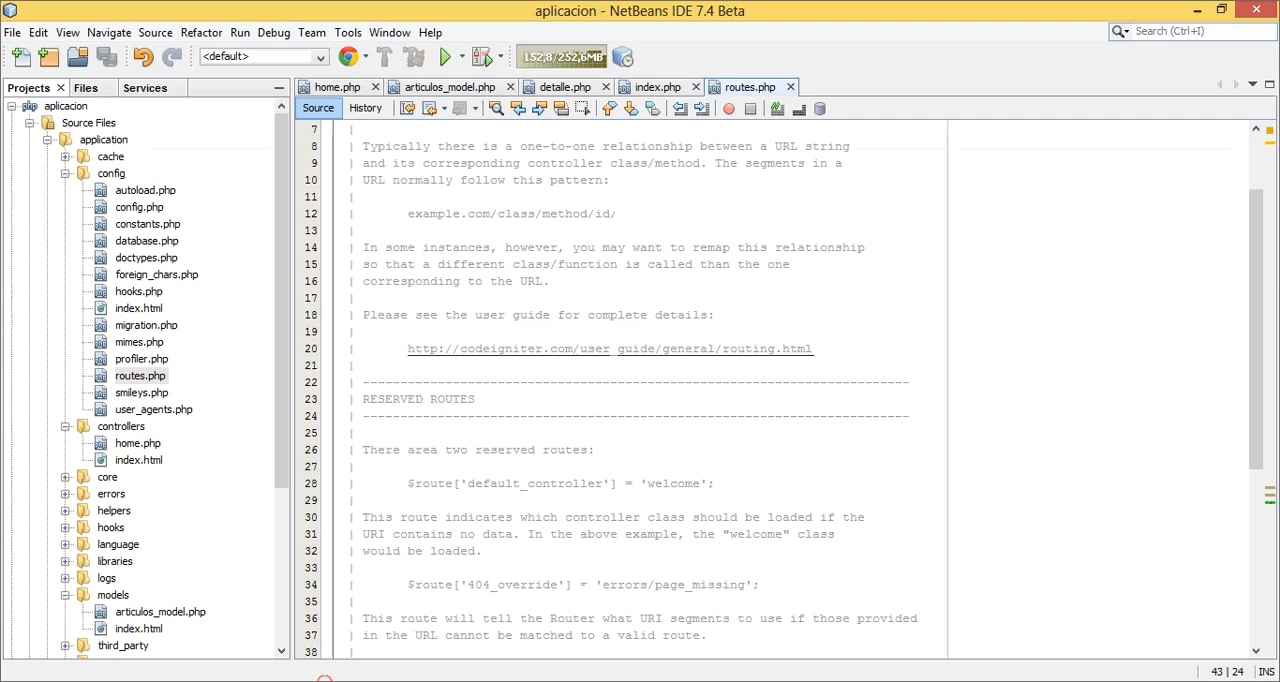 aplicacion - NetBeans IDE 7.4 Beta
File Edit View Navigate Source Refactor Run Debug Team Tools Window Help
Search (Ctrl+I)
<default>
152,8/252,6MB
Projects Files Services
home.php articulos_model.php detalle.php index.php routes.php
Source History
aplicacion
Source Files
application
cache
config
autoload.php
config.php
constants.php
database.php
doctypes.php
foreign_chars.php
hooks.php
index.html
migration.php
mimes.php
profiler.php
routes.php
smileys.php
user_agents.php
controllers
home.php
index.html
core
errors
helpers
hooks
language
libraries
logs
models
articulos_model.php
index.html
third_party
7 |
8 | Typically there is a one-to-one relationship between a URL string
9 | and its corresponding controller class/method. The segments in a
10 | URL normally follow this pattern:
11 |
12 | example.com/class/method/id/
13 |
14 | In some instances, however, you may want to remap this relationship
15 | so that a different class/function is called than the one
16 | corresponding to the URL.
17 |
18 | Please see the user guide for complete details:
19 |
20 | http://codeigniter.com/user_guide/general/routing.html
21 |
22 | -------------------------------------------------------------------------
23 | RESERVED ROUTES
24 | -------------------------------------------------------------------------
25 |
26 | There area two reserved routes:
27 |
28 | $route['default_controller'] = 'welcome';
29 |
30 | This route indicates which controller class should be loaded if the
31 | URI contains no data. In the above example, the "welcome" class
32 | would be loaded.
33 |
34 | $route['404_override'] = 'errors/page_missing';
35 |
36 | This route will tell the Router what URI segments to use if those provided
37 | in the URL cannot be matched to a valid route.
38 |
43 | 24 INS